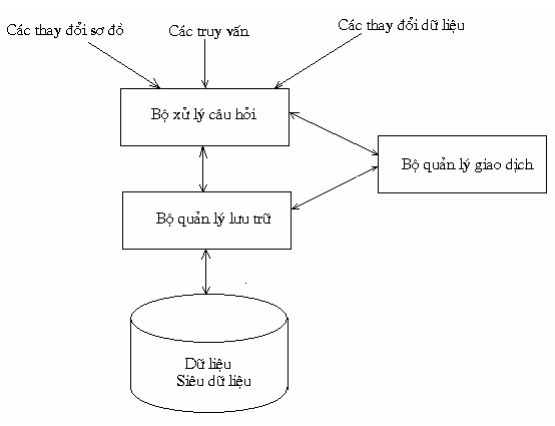 Các thay đổi sơ đồ
Các truy vấn
Các thay đổi dữ liệu
Bộ xử lý câu hỏi
Bộ quản lý giao dịch
Bộ quản lý lưu trữ
Dữ liệu
Siêu dữ liệu